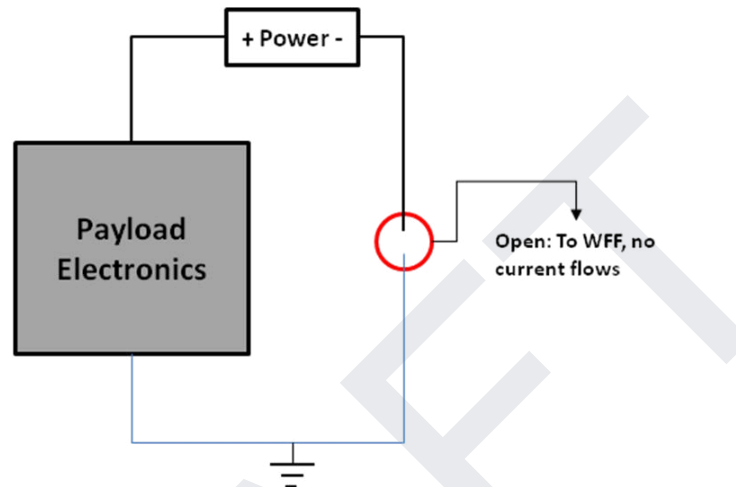 + Power -
Payload
Electronics
Open: To WFF, no
current flows